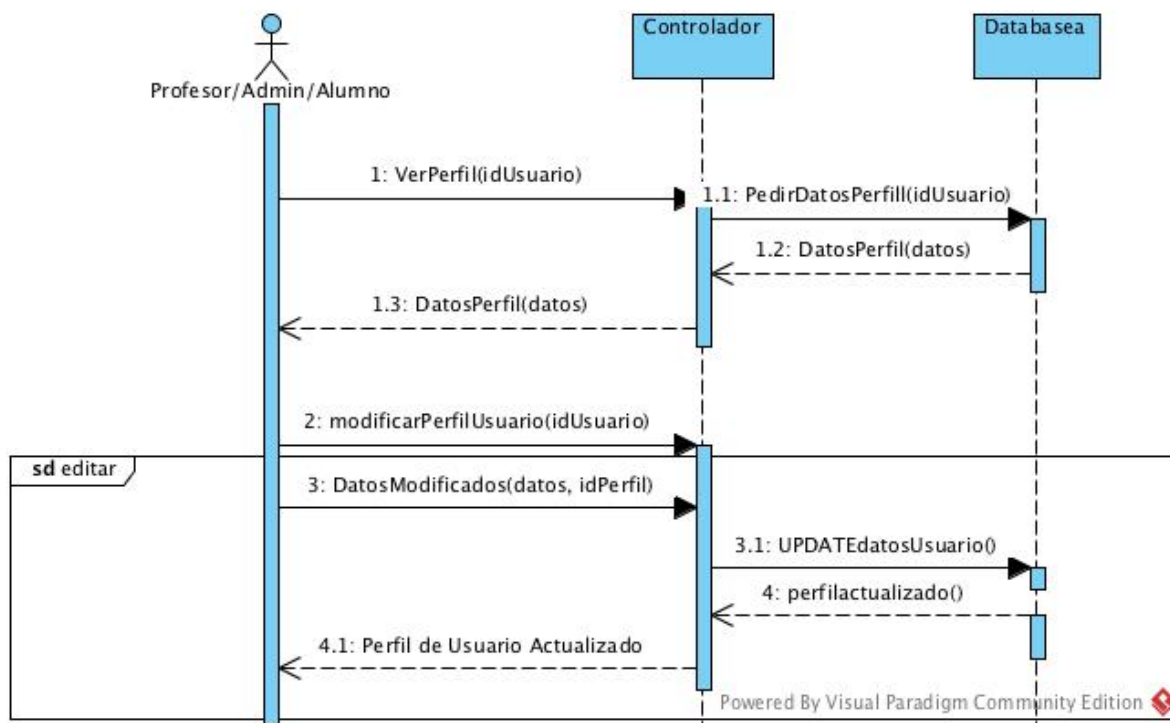 Controlador
Databasea
Profesor/Admin/Alumno
1: VerPerfil(idUsuario)
1.1: PedirDatosPerfill(idUsuario)
1.2: DatosPerfil(datos)
1.3: DatosPerfil(datos)
2: modificarPerfilUsuario(idUsuario)
sd editar
3: DatosModificados(datos, idPerfil)
3.1: UPDATEdatosUsuario()
4: perfilactualizado()
4.1: Perfil de Usuario Actualizado
Powered By Visual Paradigm Community Edition